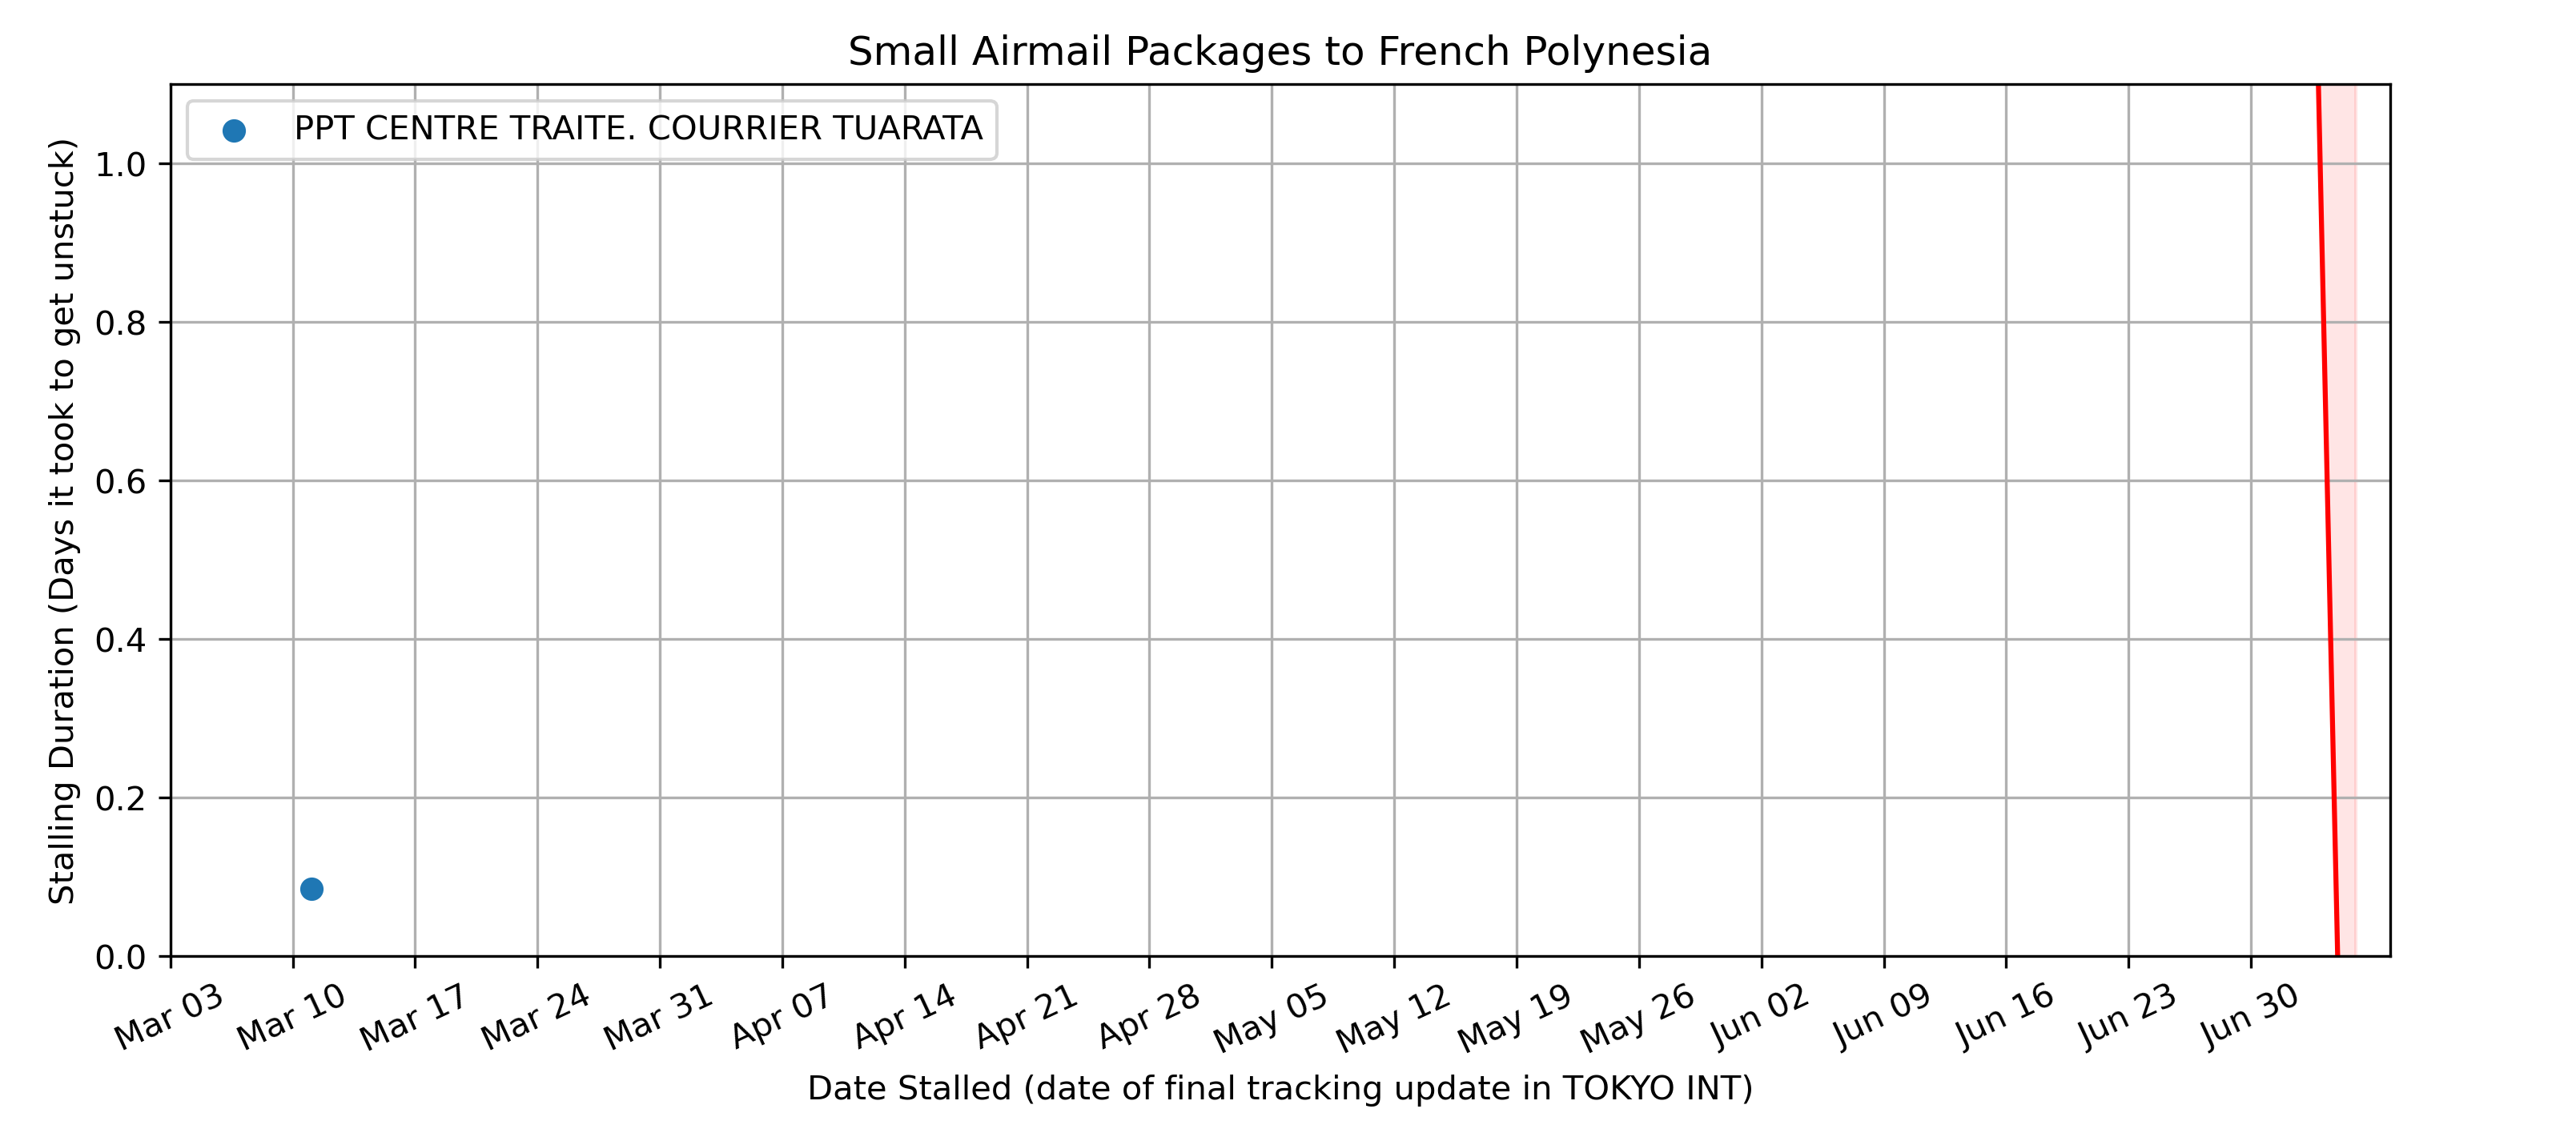 Small Airmail Packages to French Polynesia
PPT CENTRE TRAITE. COURRIER TUARATA
Stalling Duration (Days it took to get unstuck)
1.0
0.8
0.6
0.4
0.2
0.0
Mar 03
Mar 10
Mar 17
Mar 24
Mar 31
Apr 07
Apr 14
Apr 21
Apr 28
May 05
May 12
May 19
May 26
Jun 02
Jun 09
Jun 16
Jun 23
Jun 30
Date Stalled (date of final tracking update in TOKYO INT)